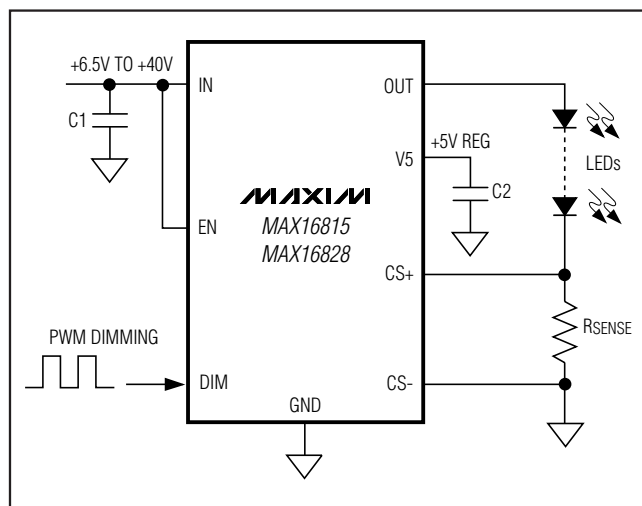 +6.5V TO +40V
C1
IN
EN
PWM DIMMING
DIM
MAXIM
MAX16815
MAX16828
GND
OUT
V5
+5V REG
C2
CS+
CS-
LEDs
RSENSE